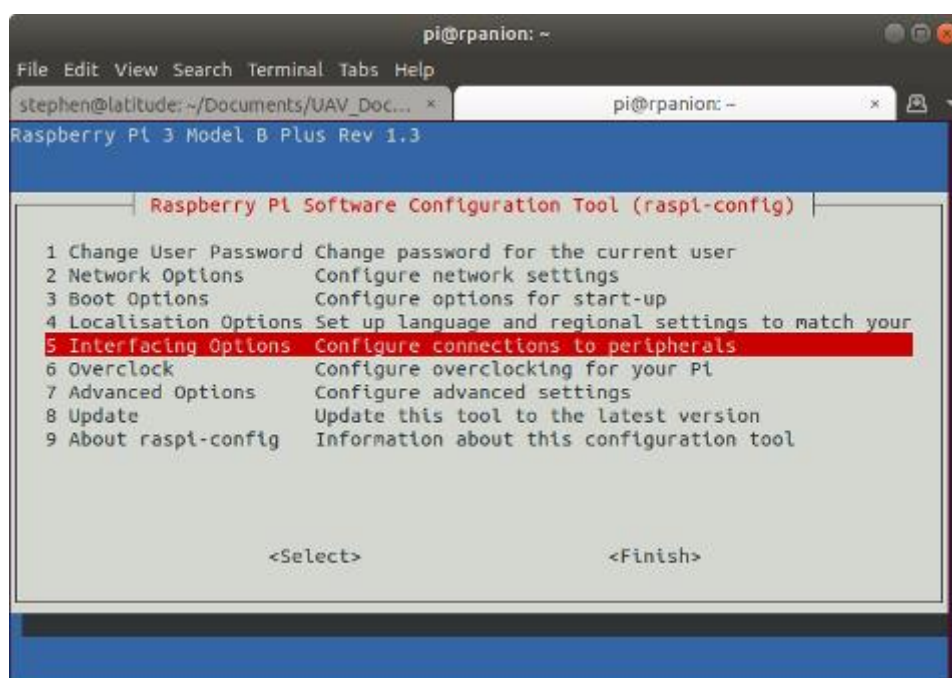 pi@rpanion: ~
File Edit View Search Terminal Tabs Help
stephen@latitude: ~/Documents/UAV_Doc... × pi@rpanion: ~ ×
Raspberry Pi 3 Model B Plus Rev 1.3
Raspberry Pi Software Configuration Tool (raspi-config)
1 Change User Password Change password for the current user
2 Network Options Configure network settings
3 Boot Options Configure options for start-up
4 Localisation Options Set up language and regional settings to match your
5 Interfacing Options Configure connections to peripherals
6 Overclock Configure overclocking for your Pi
7 Advanced Options Configure advanced settings
8 Update Update this tool to the latest version
9 About raspi-config Information about this configuration tool
<Select> <Finish>